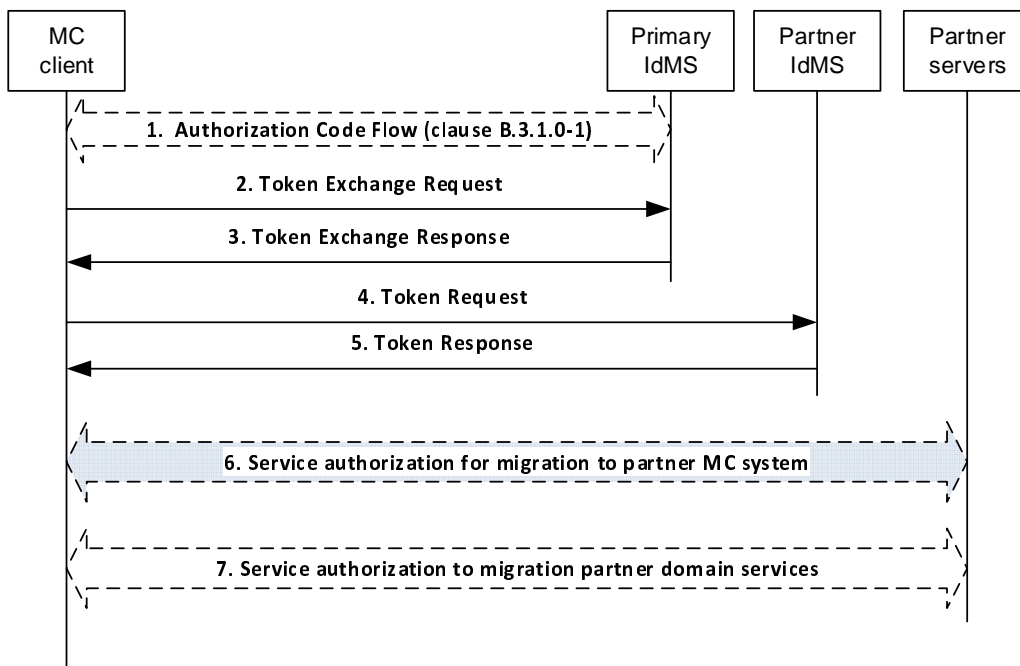 MC
client
Primary
IdMS
Partner
IdMS
Partner
servers
1. Authorization Code Flow (clause B.3.1.0-1)
2. Token Exchange Request
3. Token Exchange Response
4. Token Request
5. Token Response
6. Service authorization for migration to partner MC system
7. Service authorization to migration partner domain services